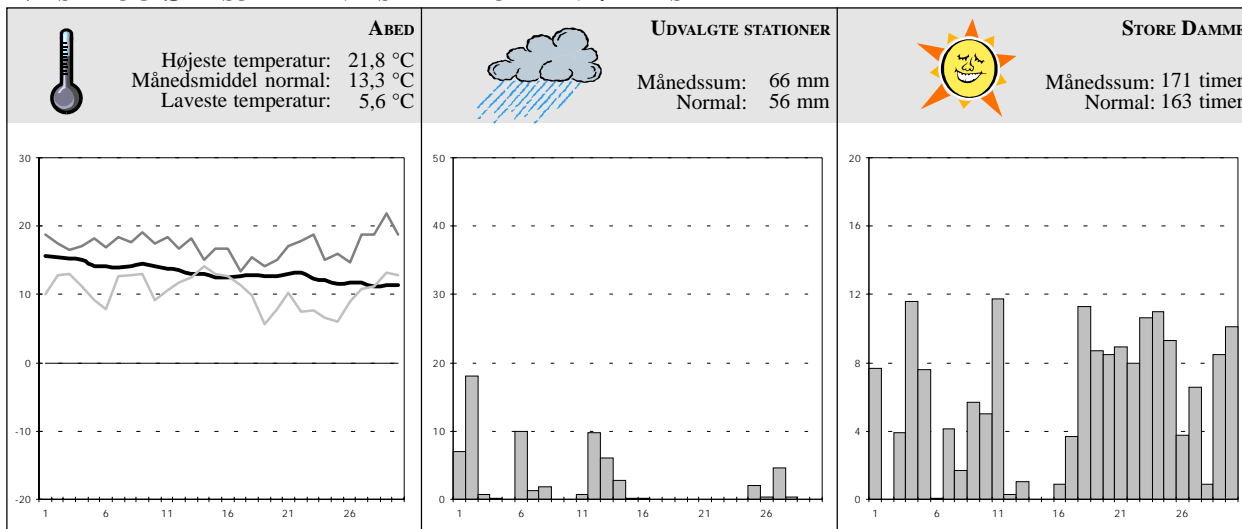 ABED
Højeste temperatur: 21,8 °C
Månedsmiddel normal: 13,3 °C
Laveste temperatur: 5,6 °C
30
20
10
0
-10
-20
1 6 11 16 21 26
UDVALGTE STATIONER
Månedssum: 66 mm
Normal: 56 mm
50
40
30
20
10
0
1 6 11 16 21 26
STORE DAMME
Månedssum: 171 timer
Normal: 163 timer
20
16
12
8
4
0
1 6 11 16 21 26